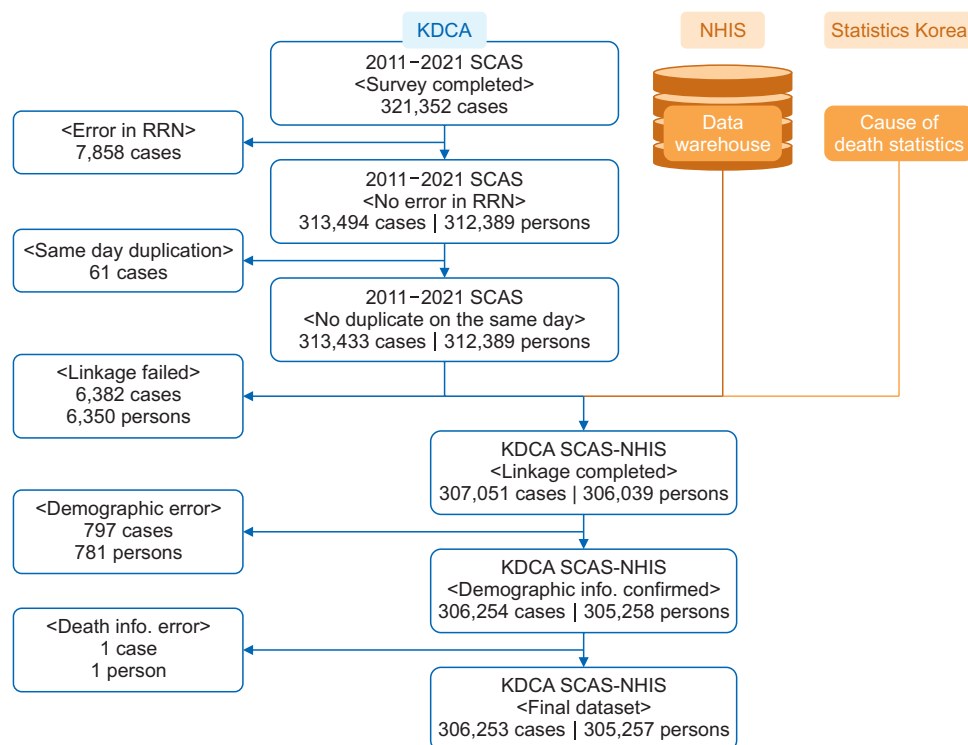 KDCA
NHIS
Statistics Korea
2011−2021 SCAS
<Survey completed>
321,352 cases
Data
warehouse
Cause of
death statistics
<Error in RRN>
7,858 cases
2011−2021 SCAS
<No error in RRN>
313,494 cases | 312,389 persons
<Same day duplication>
61 cases
2011−2021 SCAS
<No duplicate on the same day>
313,433 cases | 312,389 persons
<Linkage failed>
6,382 cases
6,350 persons
KDCA SCAS-NHIS
<Linkage completed>
307,051 cases | 306,039 persons
<Demographic error>
797 cases
781 persons
KDCA SCAS-NHIS
<Demographic info. confirmed>
306,254 cases | 305,258 persons
<Death info. error>
1 case
1 person
KDCA SCAS-NHIS
<Final dataset>
306,253 cases | 305,257 persons